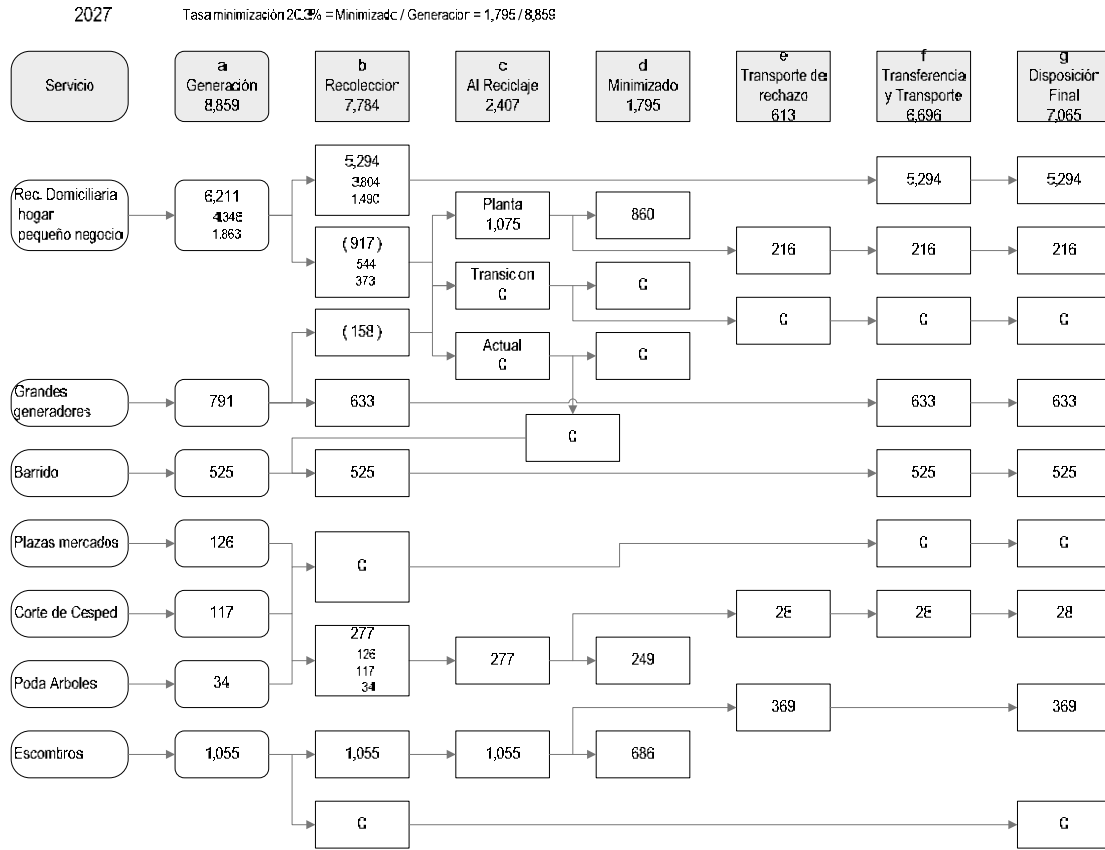 2027
Tasa minimización 20.3% = Minimizado / Generacion = 1,795 / 8,859
Servicio
a
Generación
8,859
b
Recoleccion
7,784
c
Al Reciclaje
2,407
d
Minimizado
1,795
e
Transporte de
rechazo
613
f
Transferencia
y Transporte
6,696
g
Disposición
Final
7,065
Rec. Domiciliaria
hogar
pequeño negocio
6,211
4,348
1,863
5,294
3,804
1,490
5,294
5,294
Planta
1,075
860
(917)
544
373
216
216
216
Transicion
0
0
0
0
0
(158)
Actual
0
0
Grandes
generadores
791
633
633
633
0
Barrido
525
525
525
525
Plazas mercados
126
0
0
0
Corte de Cesped
117
277
126
117
34
28
28
28
277
249
Poda Arboles
34
369
369
Escombros
1,055
1,055
1,055
686
0
0